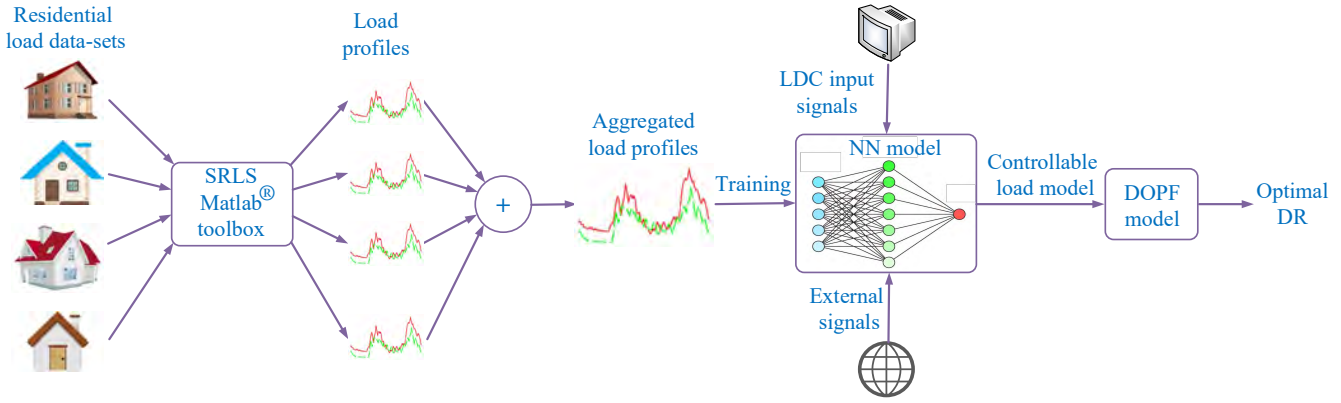 Residential
load data-sets
SRLS
Matlab®
toolbox
Load
profiles
+
Aggregated
load profiles
Training
LDC input
signals
NN model
External
signals
Controllable
load model
DOPF
model
Optimal
DR